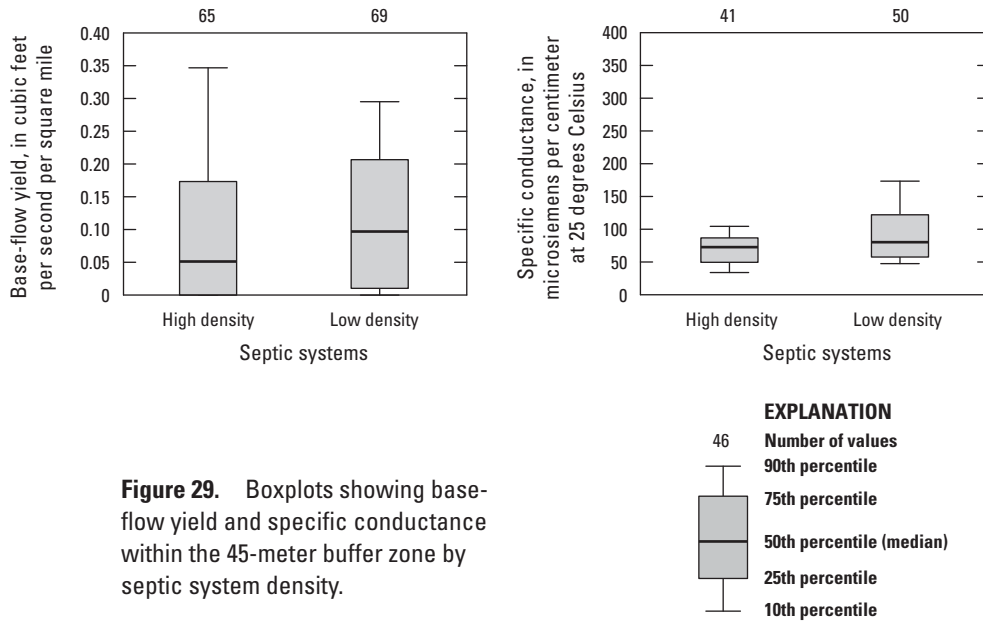 65
69
0.40
0.35
0.30
0.25
0.20
0.15
0.10
0.05
0
Base-flow yield, in cubic feet
per second per square mile
High density
Low density
Septic systems
41
50
400
350
300
250
200
150
100
50
0
Specific conductance, in
microsiemens per centimeter
at 25 degrees Celsius
High density
Low density
Septic systems
EXPLANATION
46 Number of values
90th percentile
75th percentile
50th percentile (median)
25th percentile
10th percentile
Figure 29. Boxplots showing base-
flow yield and specific conductance
within the 45-meter buffer zone by
septic system density.